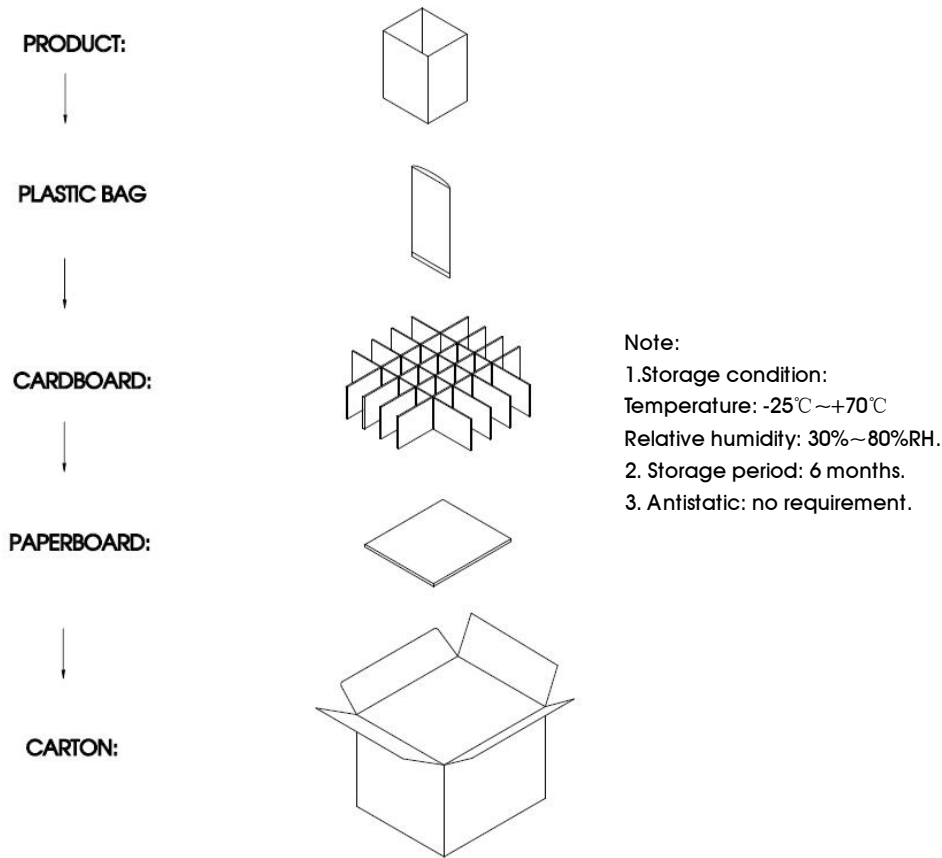 PRODUCT:
PLASTIC BAG
CARDBOARD:
PAPERBOARD:
CARTON:
Note:
1.Storage condition:
Temperature: -25℃~+70℃
Relative humidity: 30%~80%RH.
2. Storage period: 6 months.
3. Antistatic: no requirement.